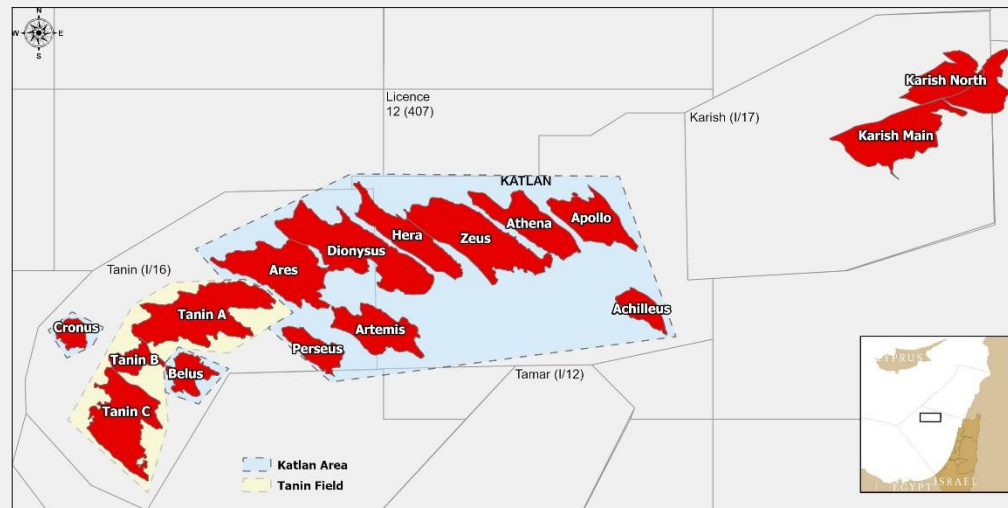 N
W
E
S
Karish North
Licence
12 (407)
Karish (I/17)
Karish Main
KATLAN
Athena
Apollo
Hera
Zeus
Dionysus
Ares
Tanin (I/16)
Tanin A
Achilleus
Cronus
Artemis
Perseus
Tanin B
Belus
Tamar (I/12)
Tanin C
Katlan Area
Tanin Field
CYPRUS
EGYPT
ISRAEL